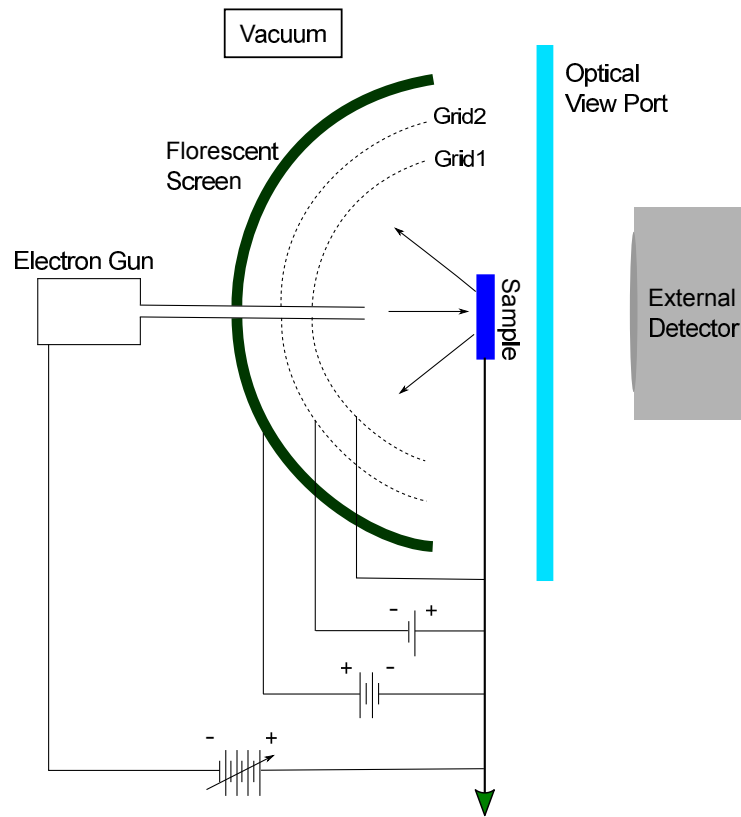 Vacuum
Optical
View Port
Grid2
Grid1
Florescent
Screen
Electron Gun
Sample
External
Detector
- +
+ -
- +